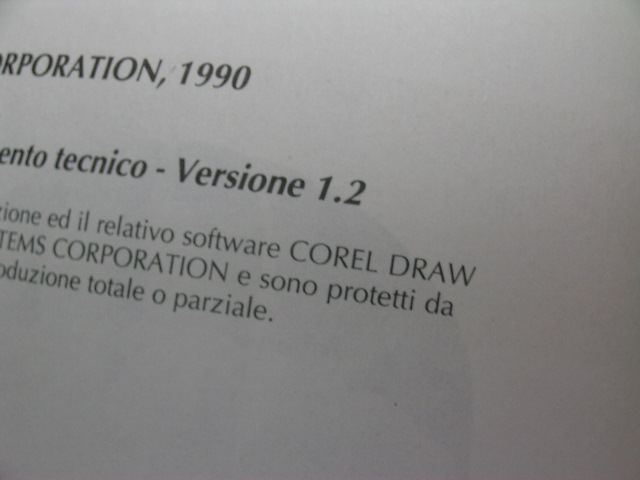 ORPORATION, 1990
ento tecnico - Versione 1.2
zione ed il relativo software COREL DRAW
TEMS CORPORATION e sono protetti da
oduzione totale o parziale.